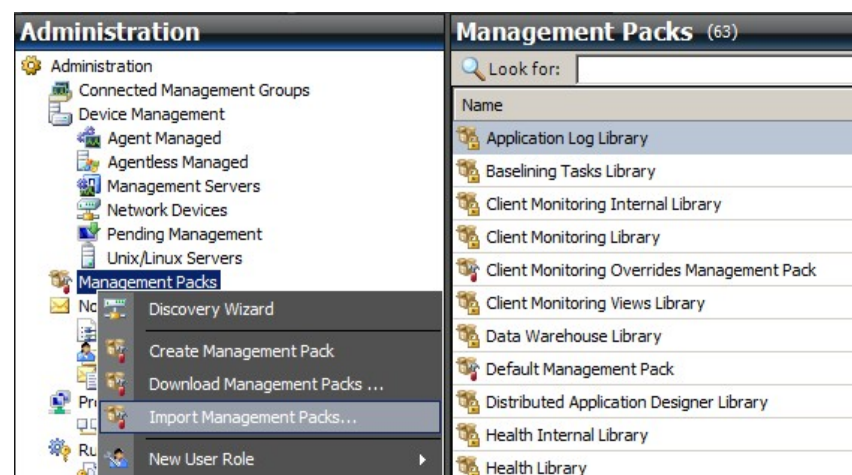 Administration
Administration
Connected Management Groups
Device Management
Agent Managed
Agentless Managed
Management Servers
Network Devices
Pending Management
Unix/Linux Servers
Management Packs
Discovery Wizard
Create Management Pack
Download Management Packs ...
Import Management Packs...
New User Role
Management Packs (63)
Look for:
Name
Application Log Library
Baselining Tasks Library
Client Monitoring Internal Library
Client Monitoring Library
Client Monitoring Overrides Management Pack
Client Monitoring Views Library
Data Warehouse Library
Default Management Pack
Distributed Application Designer Library
Health Internal Library
Health Library